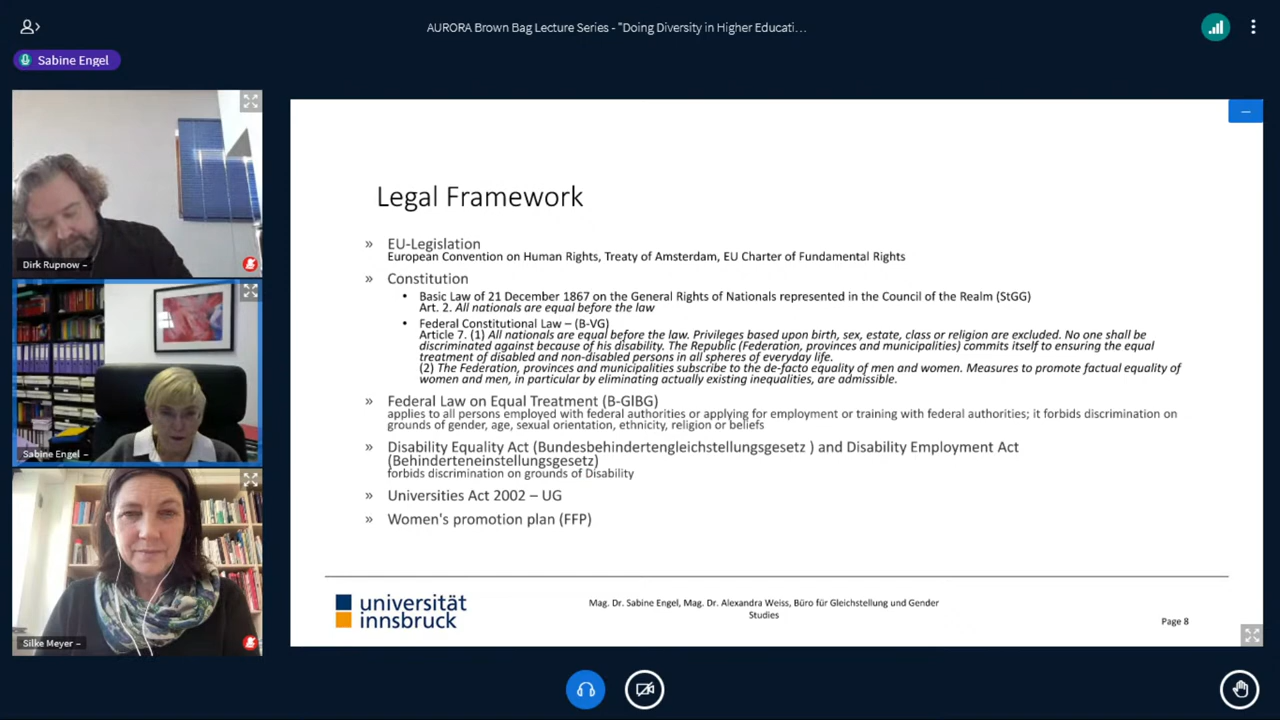 AURORA Brown Bag Lecture Series - "Doing Diversity in Higher Educati…
Sabine Engel
Dirk Rupnow –
Sabine Engel –
Silke Meyer –
Legal Framework
» EU-Legislation
European Convention on Human Rights, Treaty of Amsterdam, EU Charter of Fundamental Rights
» Constitution
• Basic Law of 21 December 1867 on the General Rights of Nationals represented in the Council of the Realm (StGG)
Art. 2. All nationals are equal before the law
• Federal Constitutional Law – (B-VG)
Article 7. (1) All nationals are equal before the law. Privileges based upon birth, sex, estate, class or religion are excluded. No one shall be
discriminated against because of his disability. The Republic (Federation, provinces and municipalities) commits itself to ensuring the equal
treatment of disabled and non-disabled persons in all spheres of everyday life.
(2) The Federation, provinces and municipalities subscribe to the de-facto equality of men and women. Measures to promote factual equality of
women and men, in particular by eliminating actually existing inequalities, are admissible.
» Federal Law on Equal Treatment (B-GlBG)
applies to all persons employed with federal authorities or applying for employment or training with federal authorities; it forbids discrimination on
grounds of gender, age, sexual orientation, ethnicity, religion or beliefs
» Disability Equality Act (Bundesbehindertengleichstellungsgesetz ) and Disability Employment Act
(Behinderteneinstellungsgesetz)
forbids discrimination on grounds of Disability
» Universities Act 2002 – UG
» Women's promotion plan (FFP)
universität
innsbruck
Mag. Dr. Sabine Engel, Mag. Dr. Alexandra Weiss, Büro für Gleichstellung und Gender
Studies
Page 8